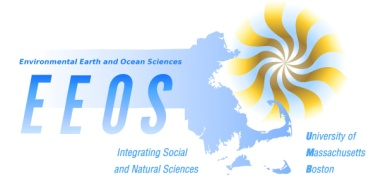 Environmental Earth and Ocean Sciences
EEOS
Integrating Social
and Natural Sciences
University of
Massachusetts
Boston